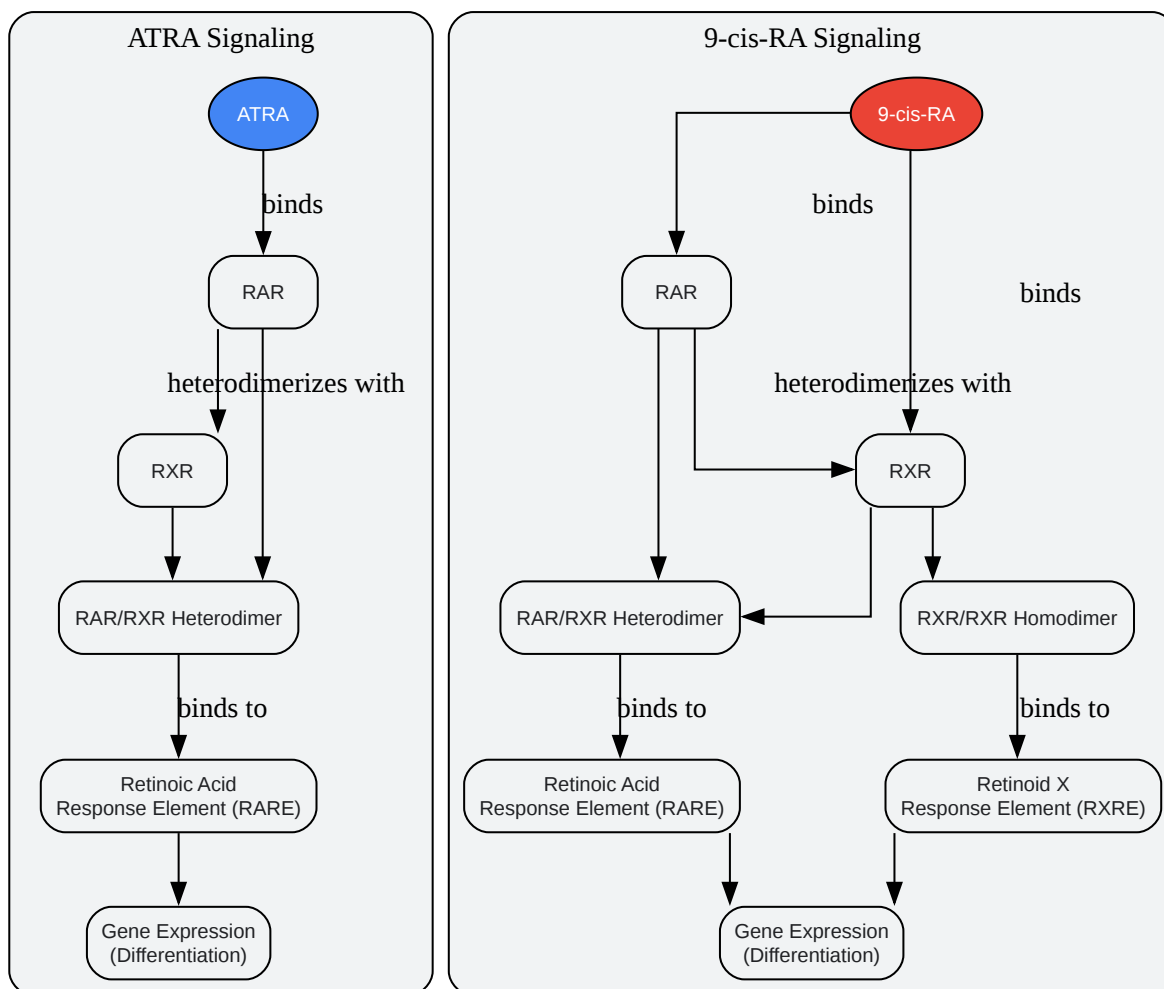 ATRA Signaling
ATRA
binds
RAR
heterodimerizes with
RXR
RAR/RXR Heterodimer
binds to
Retinoic Acid
Response Element (RARE)
Gene Expression
(Differentiation)
9-cis-RA Signaling
9-cis-RA
binds
RAR
binds
heterodimerizes with
RXR
RAR/RXR Heterodimer
RXR/RXR Homodimer
binds to
binds to
Retinoic Acid
Response Element (RARE)
Retinoid X
Response Element (RXRE)
Gene Expression
(Differentiation)